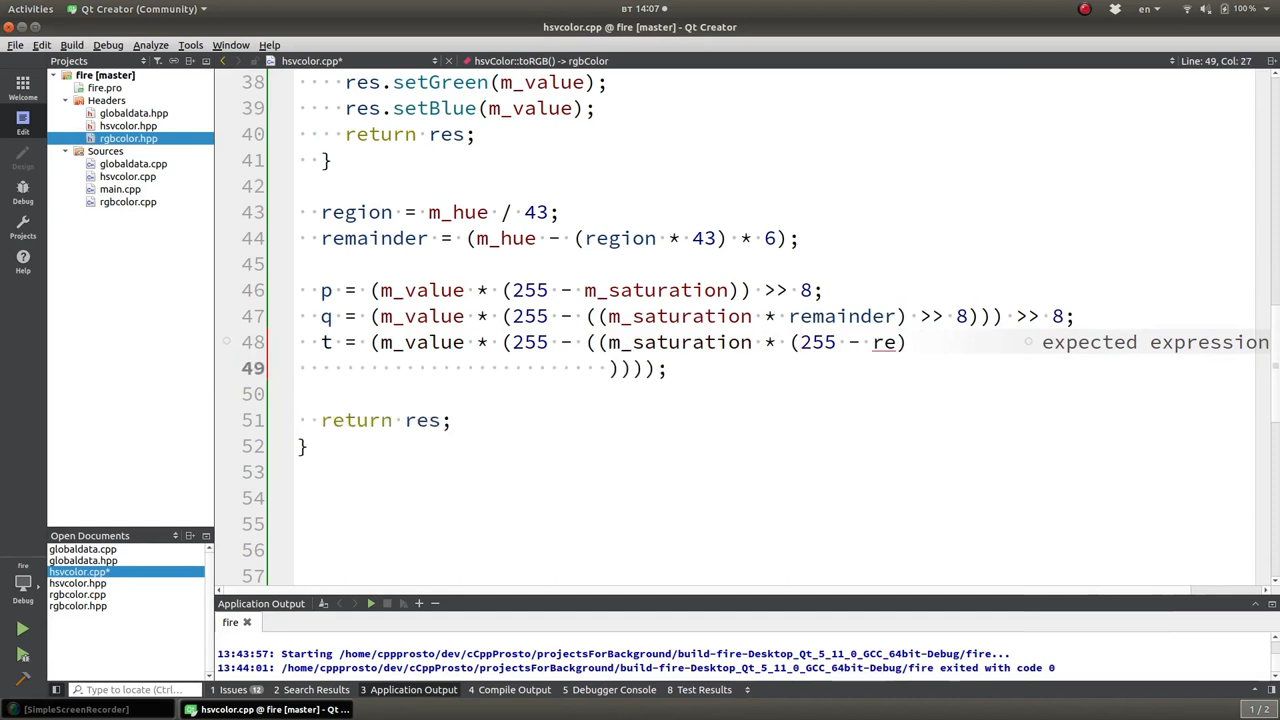 Activities
Qt Creator (Community)
вт 14:07
en
100 %
hsvcolor.cpp @ fire [master] - Qt Creator
File Edit Build Debug Analyze Tools Window Help
Projects
hsvcolor.cpp*
hsvColor::toRGB() -> rgbColor
Line: 49, Col: 27
Welcome
Edit
Design
Debug
Projects
Help
fire [master]
fire.pro
Headers
globaldata.hpp
hsvcolor.hpp
rgbcolor.hpp
Sources
globaldata.cpp
hsvcolor.cpp
main.cpp
rgbcolor.cpp
38 res.setGreen(m_value);
39 res.setBlue(m_value);
40 return res;
41 }
42
43 region = m_hue / 43;
44 remainder = (m_hue - (region * 43) * 6);
45
46 p = (m_value * (255 - m_saturation)) >> 8;
47 q = (m_value * (255 - ((m_saturation * remainder) >> 8))) >> 8;
48 t = (m_value * (255 - ((m_saturation * (255 - re) expected expression
49 ))));
50
51 return res;
52 }
53
54
55
56
57
Open Documents
globaldata.cpp
globaldata.hpp
hsvcolor.cpp*
hsvcolor.hpp
rgbcolor.cpp
rgbcolor.hpp
fire
Debug
Application Output
fire
13:43:57: Starting /home/cppprosto/dev/cCppProsto/projectsForBackground/build-fire-Desktop_Qt_5_11_0_GCC_64bit-Debug/fire...
13:44:01: /home/cppprosto/dev/cCppProsto/projectsForBackground/build-fire-Desktop_Qt_5_11_0_GCC_64bit-Debug/fire exited with code 0
Type to locate (Ctrl...
1 Issues 12
2 Search Results
3 Application Output
4 Compile Output
5 Debugger Console
8 Test Results
[SimpleScreenRecorder]
hsvcolor.cpp @ fire [master] - Qt ...
1 / 2